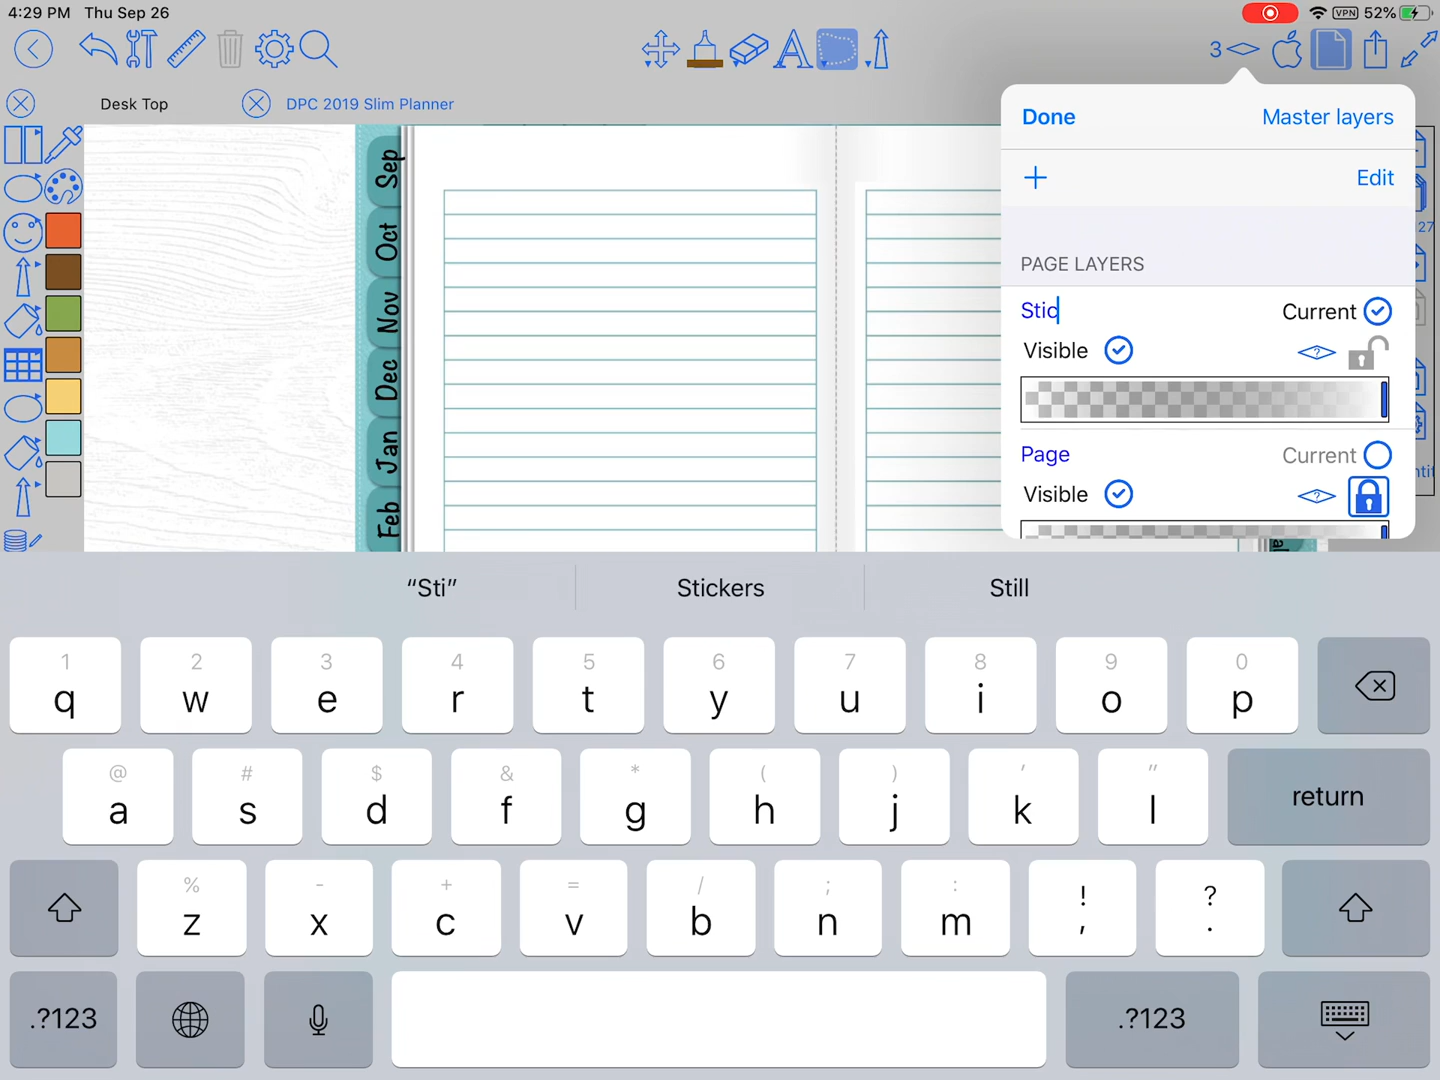 4:29 PM Thu Sep 26
VPN 52%
3
Desk Top
DPC 2019 Slim Planner
Done
Master layers
+
Edit
PAGE LAYERS
Stic
Current
Visible
?
Page
Current
Visible
?
27
Sep
Oct
Nov
Dec
Jan
Feb
A
“Sti”
Stickers
Still
1 2 3 4 5 6 7 8 9 0
q w e r t y u i o p
@ # $ & * ( ) ' "
a s d f g h j k l
return
% - + = / ; : ! ?
z x c v b n m , .
.?123
.?123